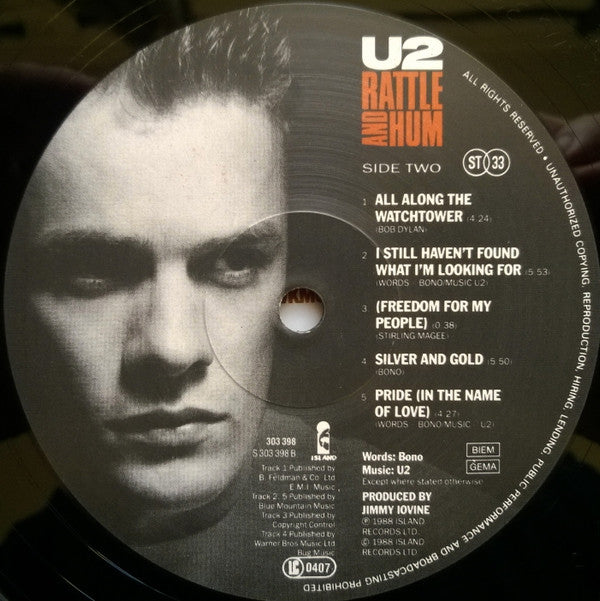 U2
RATTLE
AND HUM
SIDE TWO
ST 33
1 ALL ALONG THE
WATCHTOWER (4 24)
(BOB DYLAN)
2 I STILL HAVEN'T FOUND
WHAT I'M LOOKING FOR (5 53)
(WORDS BONO/MUSIC U2)
3 (FREEDOM FOR MY
PEOPLE) (0 38)
(STIRLING MAGEE)
4 SILVER AND GOLD (5 50)
(BONO)
5 PRIDE (IN THE NAME
OF LOVE) (4 27)
(WORDS BONO/MUSIC U2)
303 398
S 303 398 B
ISLAND
Track 1 Published by
B. Feldman & Co. Ltd
E.M.I. Music
Track 2, 5 Published by
Blue Mountain Music
Track 3 Published by
Copyright Control
Track 4 Published by
Warner Bros Music Ltd
Bug Music
LC 0407
Words: Bono
Music: U2
Except where stated otherwise
PRODUCED BY
JIMMY IOVINE
℗ 1988 ISLAND
RECORDS LTD.
© 1988 ISLAND
RECORDS LTD
BIEM
GEMA
ALL RIGHTS RESERVED • UNAUTHORIZED COPYING, REPRODUCTION, HIRING, LENDING, PUBLIC PERFORMANCE AND BROADCASTING PROHIBITED